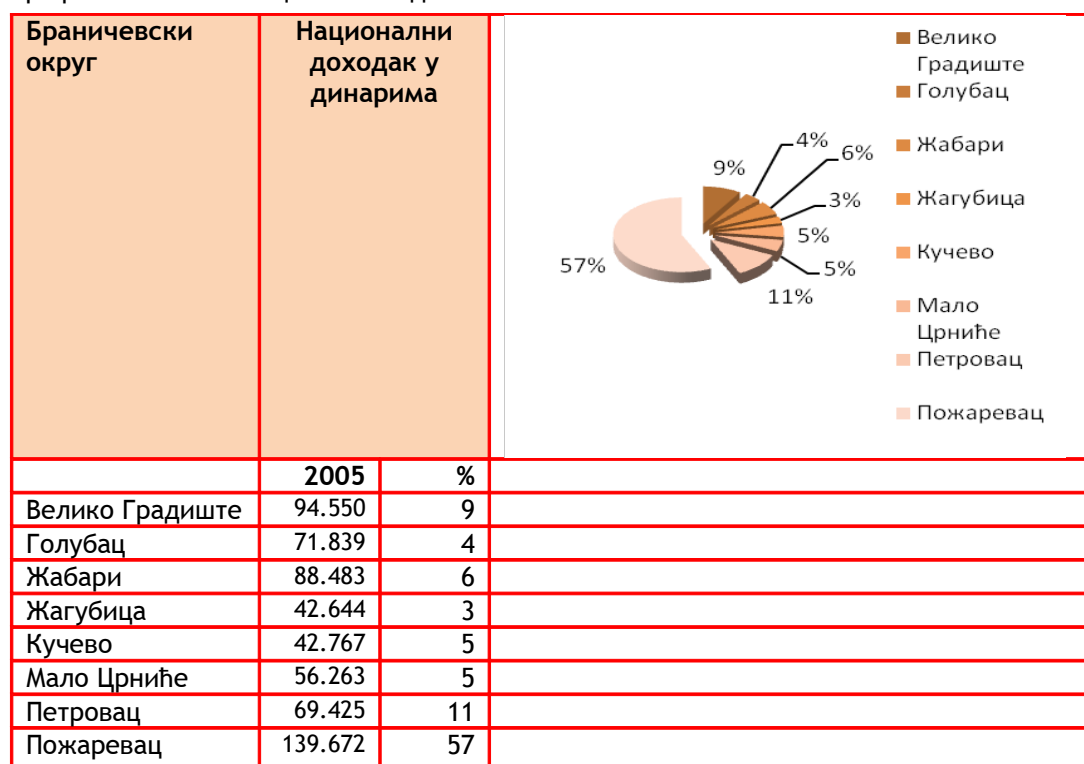 Браничевски
округ
Национални
доходак у
динарима
9%
4%
6%
3%
5%
5%
11%
57%
Велико
Градиште
Голубац
Жабари
Жагубица
Кучево
Мало
Црниће
Петровац
Пожаревац
2005 %
Велико Градиште 94.550 9
Голубац 71.839 4
Жабари 88.483 6
Жагубица 42.644 3
Кучево 42.767 5
Мало Црниће 56.263 5
Петровац 69.425 11
Пожаревац 139.672 57